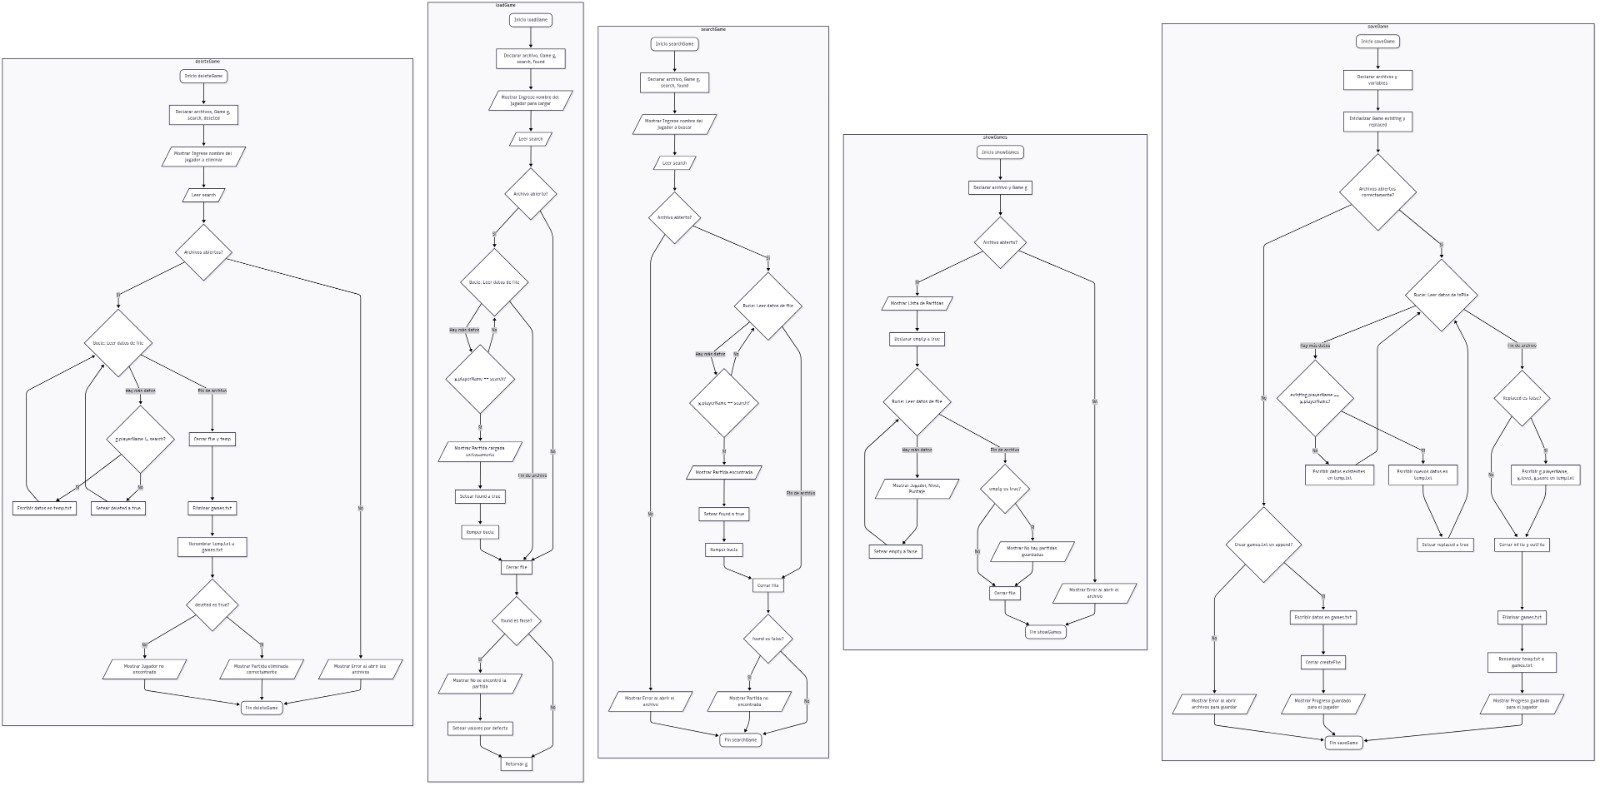 deleteGame
Inicio deleteGame
Declarar archivos, Game g,
search, deleted
Mostrar Ingrese nombre del
jugador a eliminar
Leer search
Archivos abiertos?
Sí
Bucle: Leer datos de file
Hay más datos
Fin de archivo
g.playerName != search?
Cerrar file y temp
Sí
No
Escribir datos en temp.txt
Setear deleted a true
Eliminar games.txt
No
Renombrar temp.txt a
games.txt
deleted es true?
No
Sí
Mostrar Jugador no
encontrado
Mostrar Partida eliminada
correctamente
Mostrar Error al abrir los
archivos
Fin deleteGame
loadGame
Inicio loadGame
Declarar archivo, Game g,
search, found
Mostrar Ingrese nombre del
jugador para cargar
Leer search
Archivo abierto?
Sí
Bucle: Leer datos de file
Hay más datos
No
g.playerName == search?
Sí
Mostrar Partida cargada
exitosamente
No
Fin de archivo
Setear found a true
Romper bucle
Cerrar file
found es false?
Sí
Mostrar No se encontró la
partida
No
Setear valores por defecto
Retornar g
searchGame
Inicio searchGame
Declarar archivo, Game g,
search, found
Mostrar Ingrese nombre del
jugador a buscar
Leer search
Archivo abierto?
Sí
Bucle: Leer datos de file
Hay más datos
No
g.playerName == search?
Sí
Mostrar Partida encontrada
Fin de archivo
Setear found a true
No
Romper bucle
Cerrar file
found es false?
Sí
No
Mostrar Error al abrir el
archivo
Mostrar Partida no
encontrada
Fin searchGame
showGames
Inicio showGames
Declarar archivo y Game g
Archivo abierto?
Sí
Mostrar Lista de Partidas
Declarar empty a true
Bucle: Leer datos de file
No
Hay más datos
Fin de archivo
Mostrar Jugador, Nivel,
Puntaje
empty es true?
Sí
Setear empty a false
No
Mostrar No hay partidas
guardadas
Cerrar file
Mostrar Error al abrir el
archivo
Fin showGames
saveGame
Inicio saveGame
Declarar archivos y
variables
Inicializar Game existing y
replaced
Archivos abiertos
correctamente?
Sí
Bucle: Leer datos de inFile
Hay más datos
Fin de archivo
existing.playerName ==
g.playerName?
Replaced es false?
No
No
Sí
No
Sí
Escribir datos existentes
en temp.txt
Escribir nuevos datos en
temp.txt
Escribir g.playerName,
g.level, g.score en temp.txt
Crear games.txt en append?
Setear replaced a true
Cerrar inFile y outFile
Sí
No
Escribir datos en games.txt
Eliminar games.txt
Cerrar createFile
Renombrar temp.txt a
games.txt
Mostrar Error al abrir
archivos para guardar
Mostrar Progreso guardado
para el jugador
Mostrar Progreso guardado
para el jugador
Fin saveGame